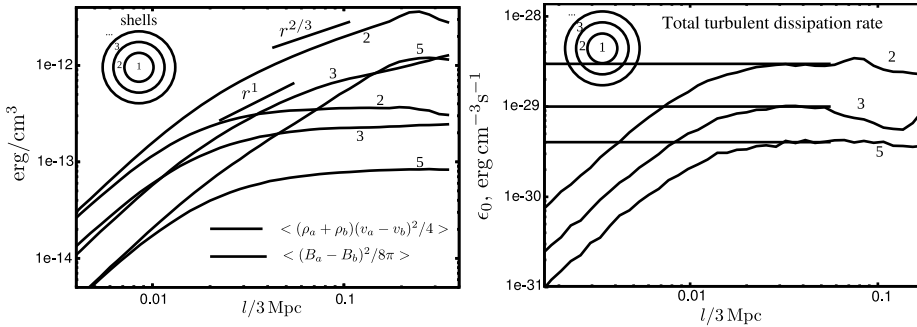 shells
...
3
2
1
r^{2/3}
r^1
2
5
3
2
3
5
erg/cm^3
1e-12
1e-13
1e-14
< (ρ_a + ρ_b)(v_a − v_b)^2/4 >
< (B_a − B_b)^2/8π >
0.01
0.1
l/3 Mpc
1e-28
1e-29
1e-30
1e-31
ϵ_0, erg cm^{-3}s^{-1}
...
3
2
1
Total turbulent dissipation rate
2
3
5
0.01
0.1
l/3 Mpc